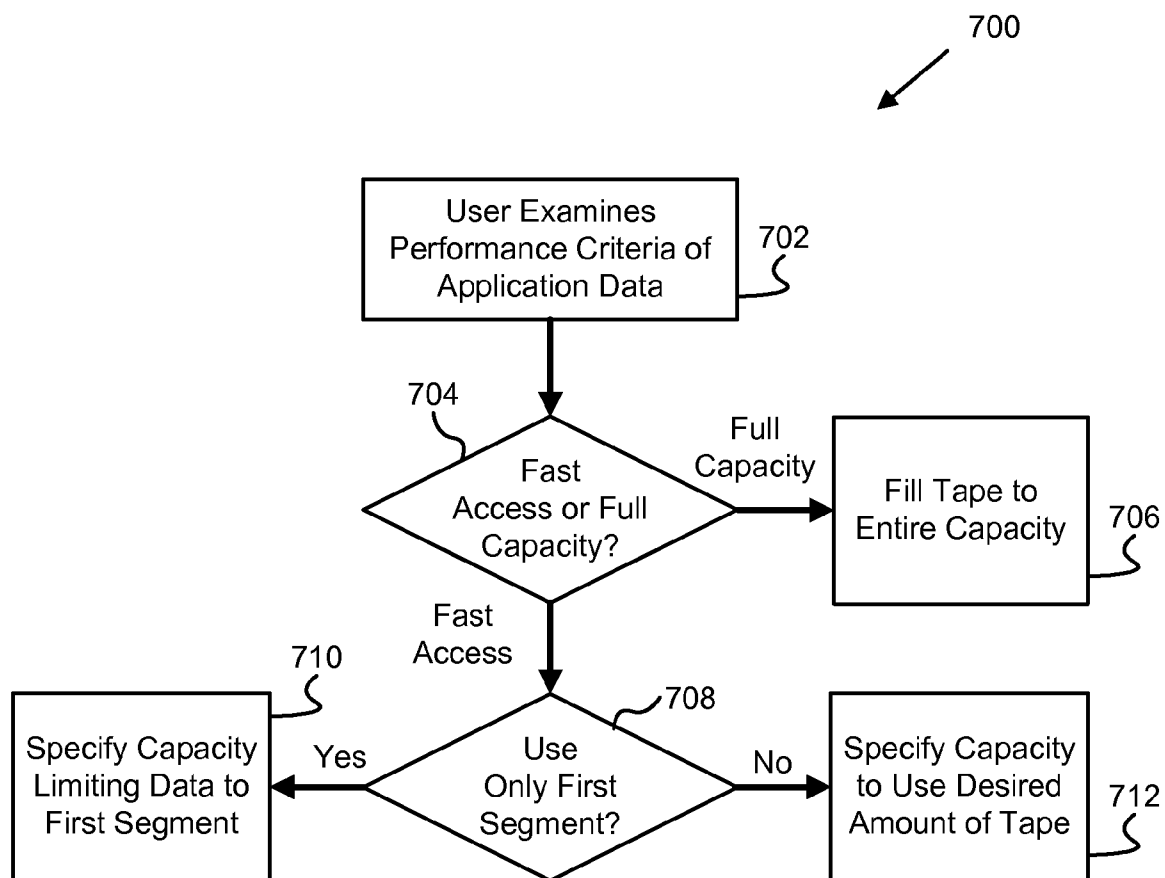 700
User Examines
Performance Criteria of
Application Data
702
704
Fast
Access or Full
Capacity?
Full
Capacity
Fill Tape to
Entire Capacity
706
Fast
Access
710
Specify Capacity
Limiting Data to
First Segment
Yes
708
Use
Only First
Segment?
No
Specify Capacity
to Use Desired
Amount of Tape
712